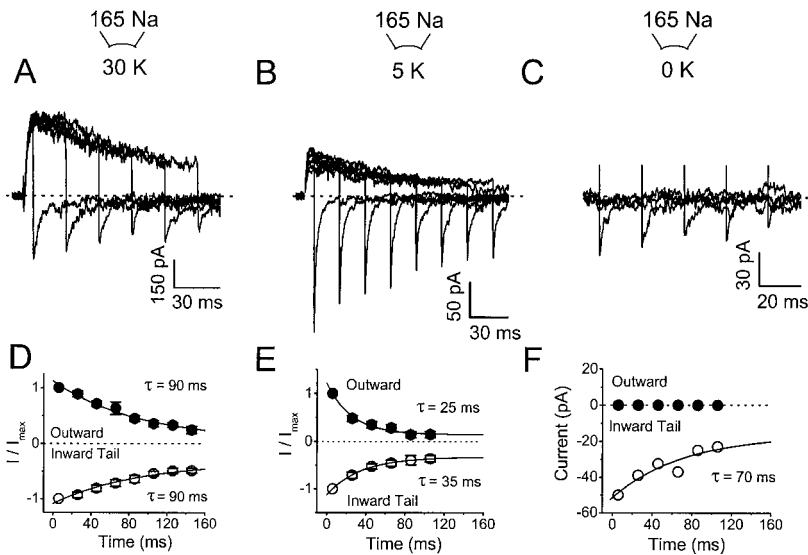 165 Na
30 K
165 Na
5 K
165 Na
0 K
A
B
C
150 pA
30 ms
50 pA
30 ms
30 pA
20 ms
D
I / Imax
1
0
-1
τ = 90 ms
Outward
Inward Tail
τ = 90 ms
0 40 80 120 160
Time (ms)
E
I / Imax
1
0
-1
Outward
τ = 25 ms
τ = 35 ms
Inward Tail
0 40 80 120 160
Time (ms)
F
Current (pA)
20
0
-20
-40
-60
Outward
Inward Tail
τ = 70 ms
0 40 80 120 160
Time (ms)